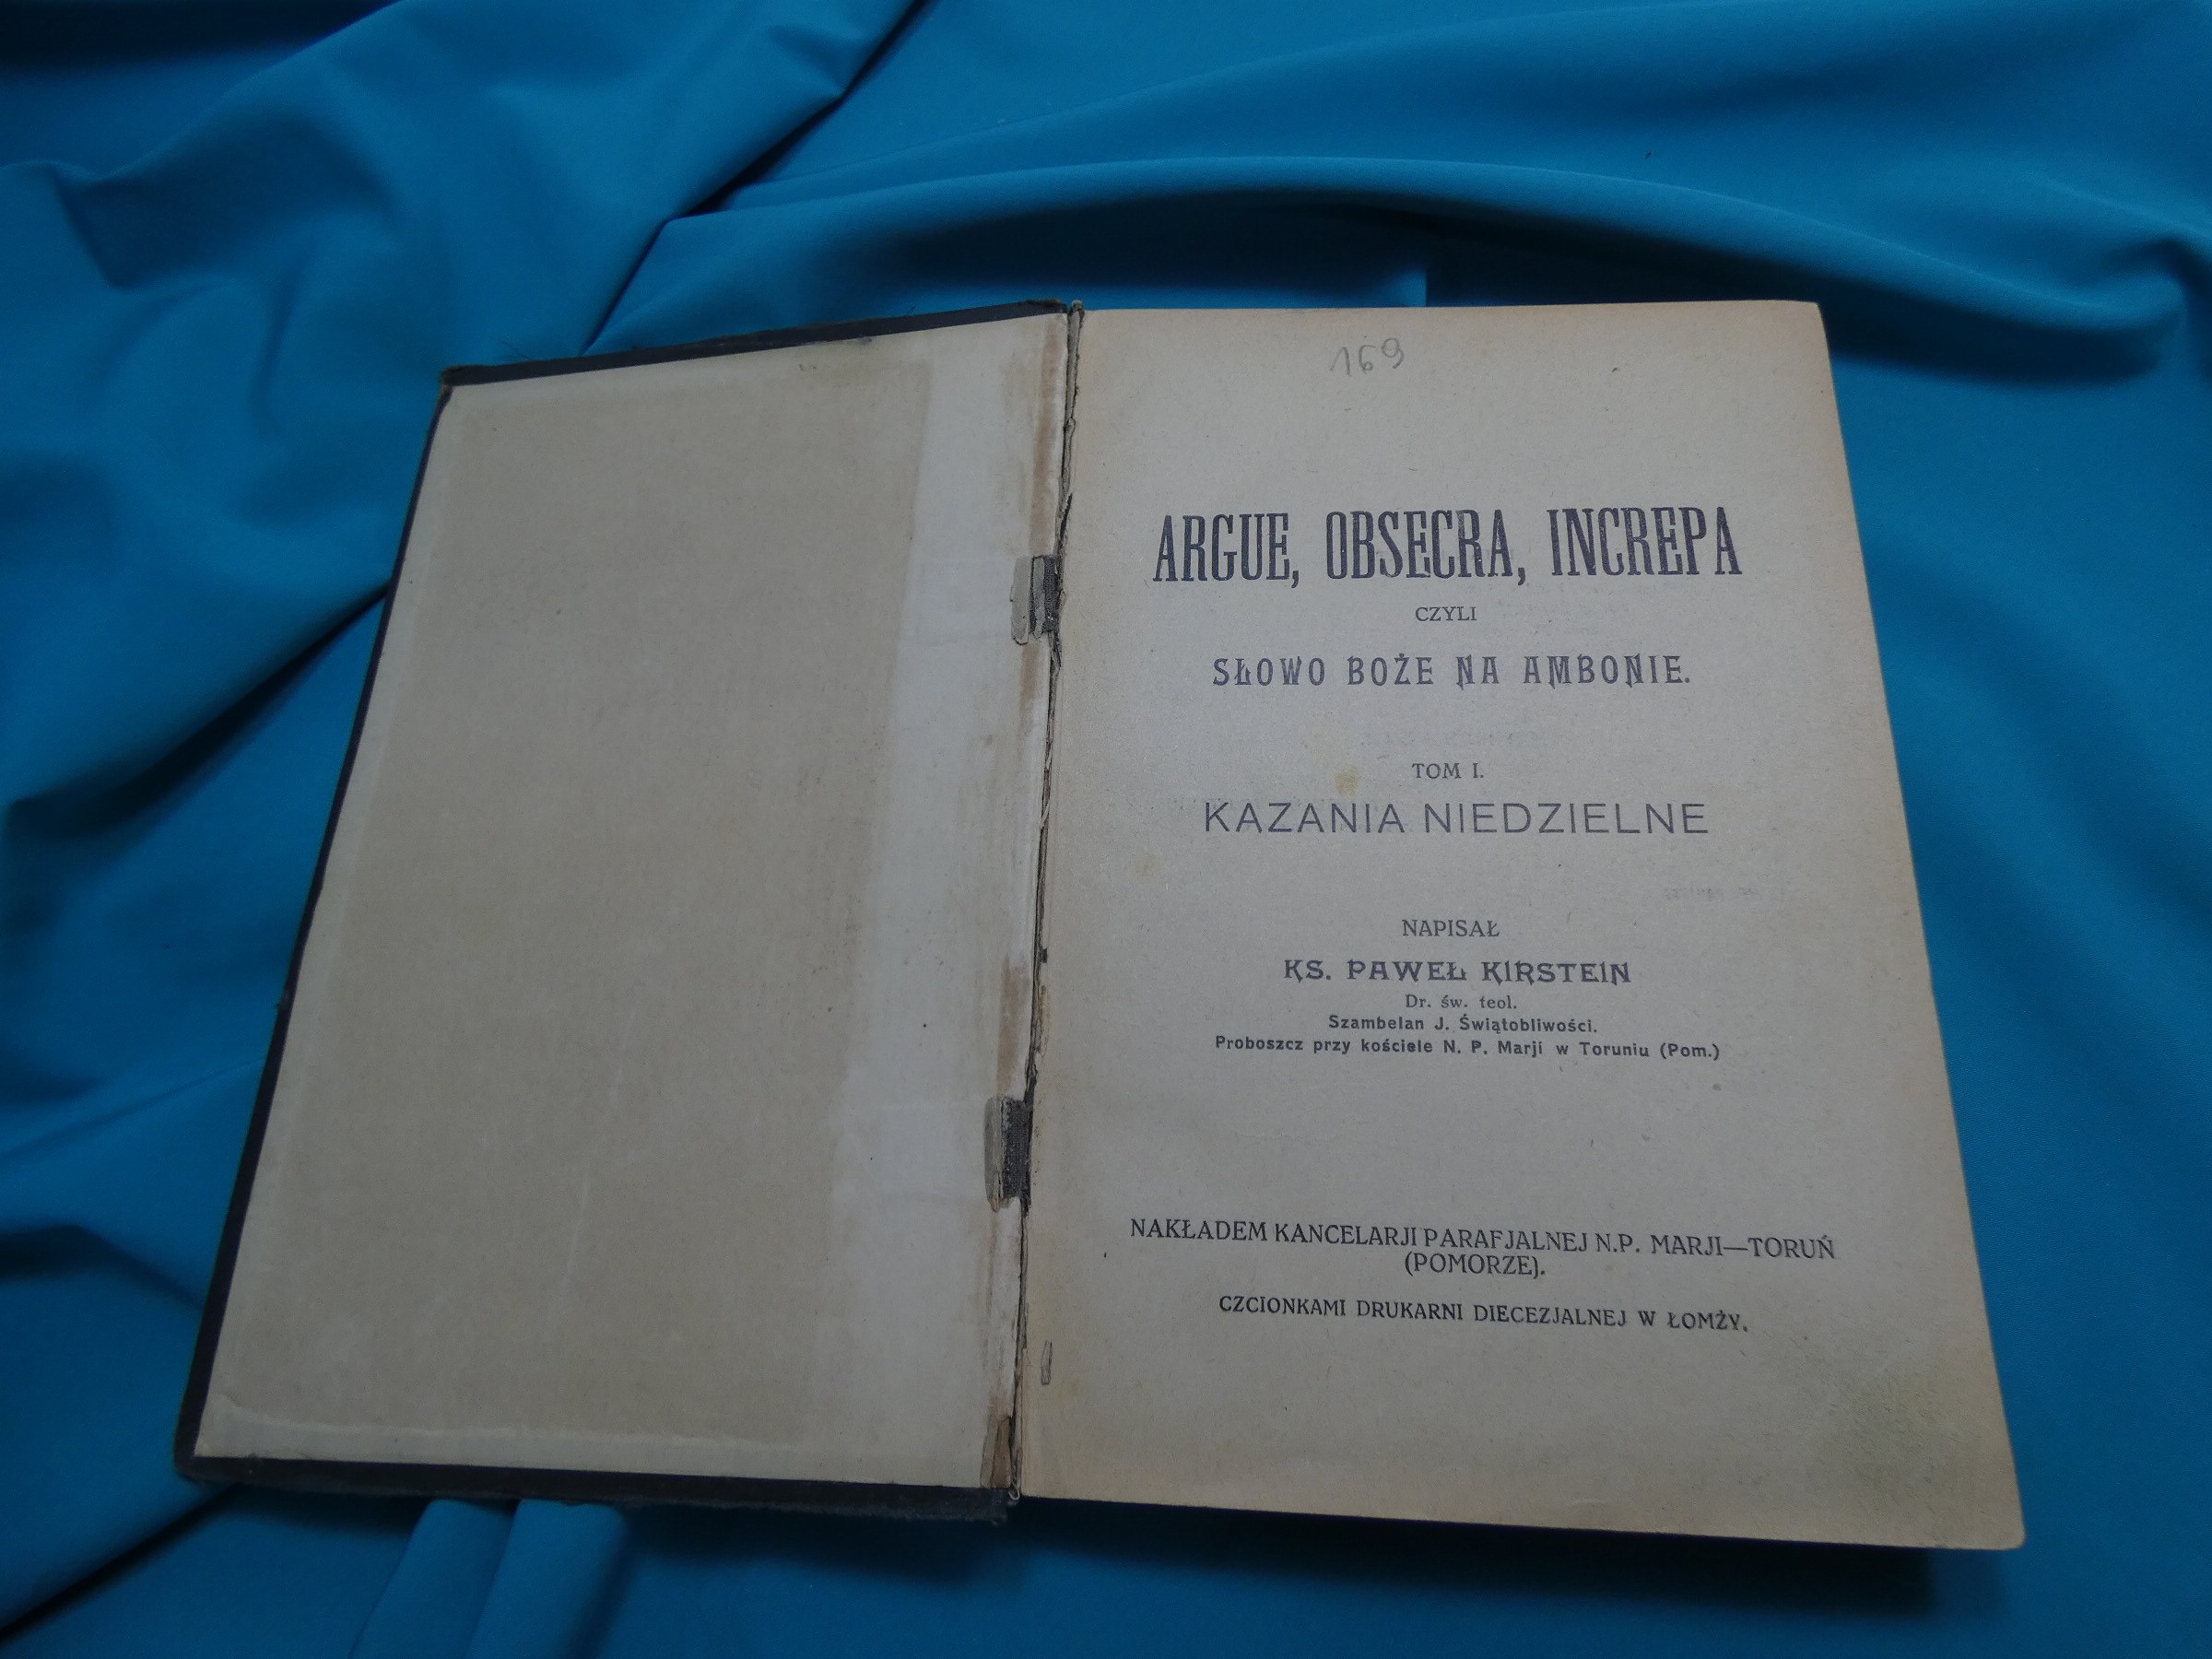 169
ARGUE, OBSECRA, INCREPA
CZYLI
SŁOWO BOŻE NA AMBONIE.
TOM I.
KAZANIA NIEDZIELNE
NAPISAŁ
KS. PAWEŁ KIRSTEIN
Dr. św. teol.
Szambelan J. Świątobliwości.
Proboszcz przy kościele N. P. Marji w Toruniu (Pom.)
NAKŁADEM KANCELARJI PARAFJALNEJ N.P. MARJI—TORUŃ
(POMORZE).
CZCIONKAMI DRUKARNI DIECEZJALNEJ W ŁOMŻY.